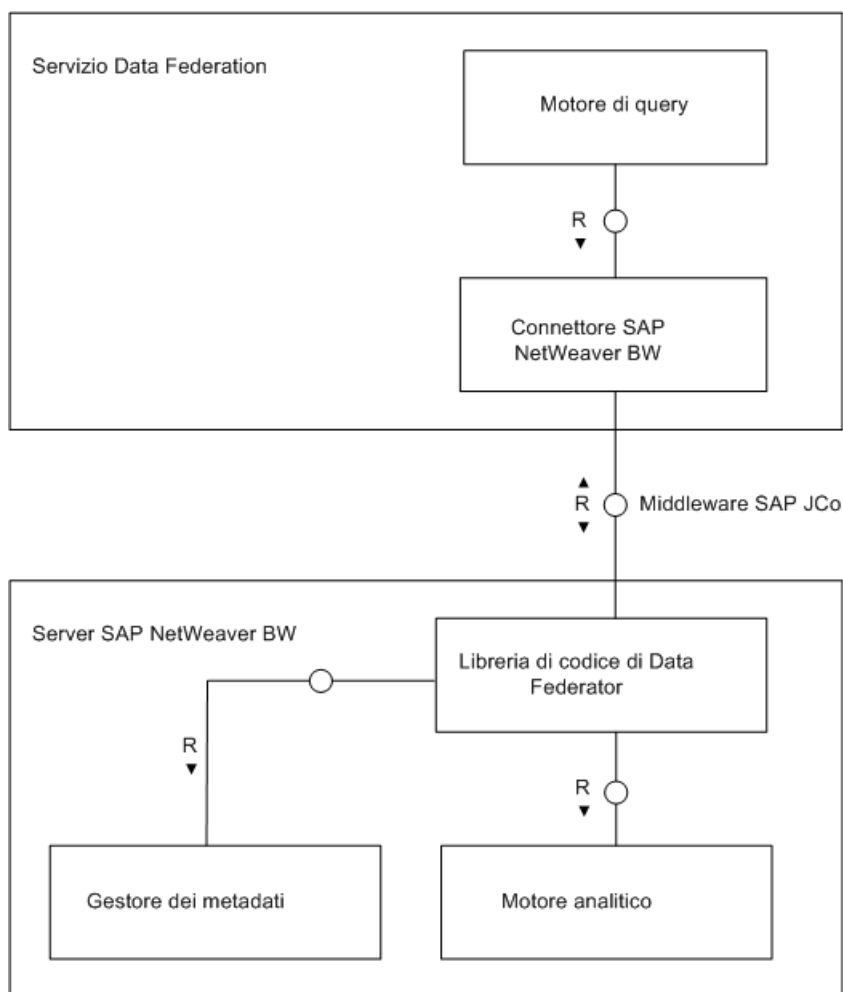 Servizio Data Federation
Motore di query
R
▼
Connettore SAP
NetWeaver BW
▲
R
▼
Middleware SAP JCo
Server SAP NetWeaver BW
Libreria di codice di Data
Federator
R
▼
R
▼
Gestore dei metadati
Motore analitico